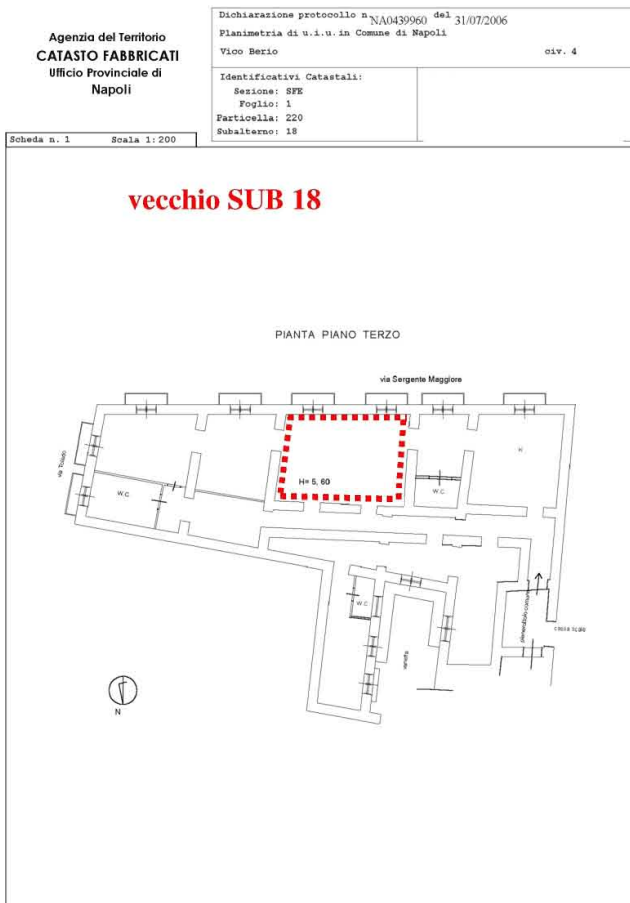 Agenzia del Territorio
CATASTO FABBRICATI
Ufficio Provinciale di
Napoli
Dichiarazione protocollo n NA0439960 del 31/07/2006
Planimetria di u.i.u. in Comune di Napoli
Vico Berio civ. 4
Identificativi Catastali:
Sezione: SFE
Foglio: 1
Particella: 220
Subalterno: 18
Scheda n. 1 Scala 1:200
vecchio SUB 18
PIANTA PIANO TERZO
via Sergente Maggiore
via Toledo
H
H= 5, 60
W.C
W.C
W.C
cassa scale
N